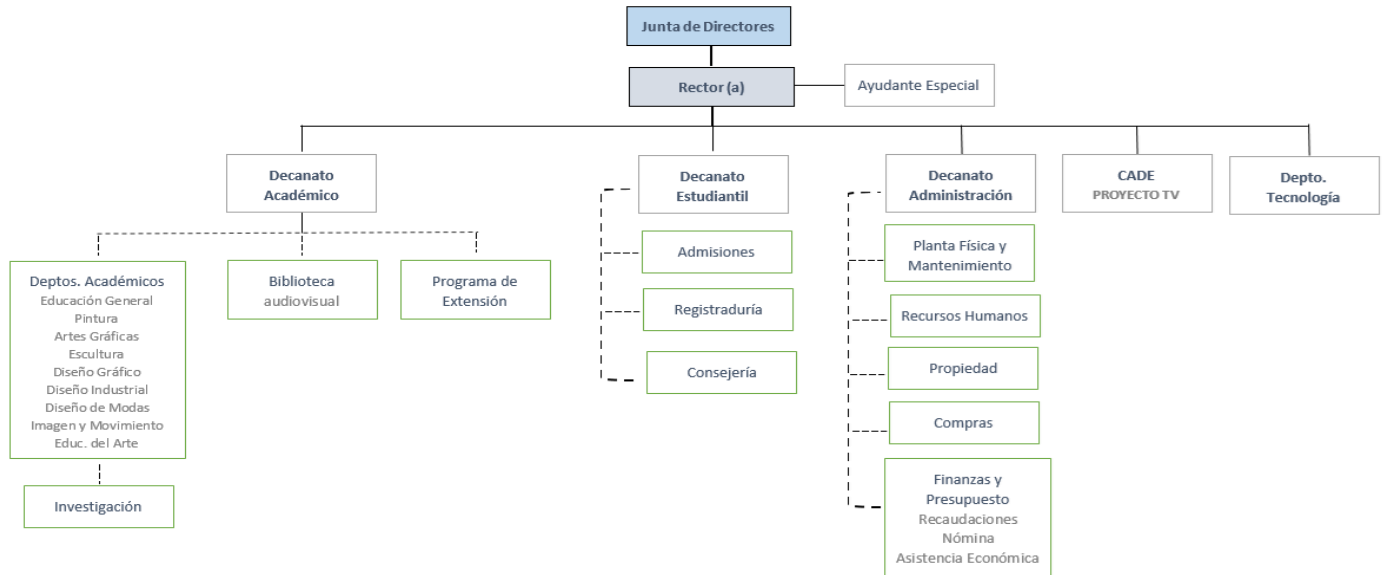 Junta de Directores
Rector (a)
Ayudante Especial
Decanato
Académico
Decanato
Estudiantil
Decanato
Administración
CADE
PROYECTO TV
Depto.
Tecnología
Deptos. Académicos
Educación General
Pintura
Artes Gráficas
Escultura
Diseño Gráfico
Diseño Industrial
Diseño de Modas
Imagen y Movimiento
Educ. del Arte
Investigación
Biblioteca
audiovisual
Programa de
Extensión
Admisiones
Registraduría
Consejería
Planta Física y
Mantenimiento
Recursos Humanos
Propiedad
Compras
Finanzas y
Presupuesto
Recaudaciones
Nómina
Asistencia Económica